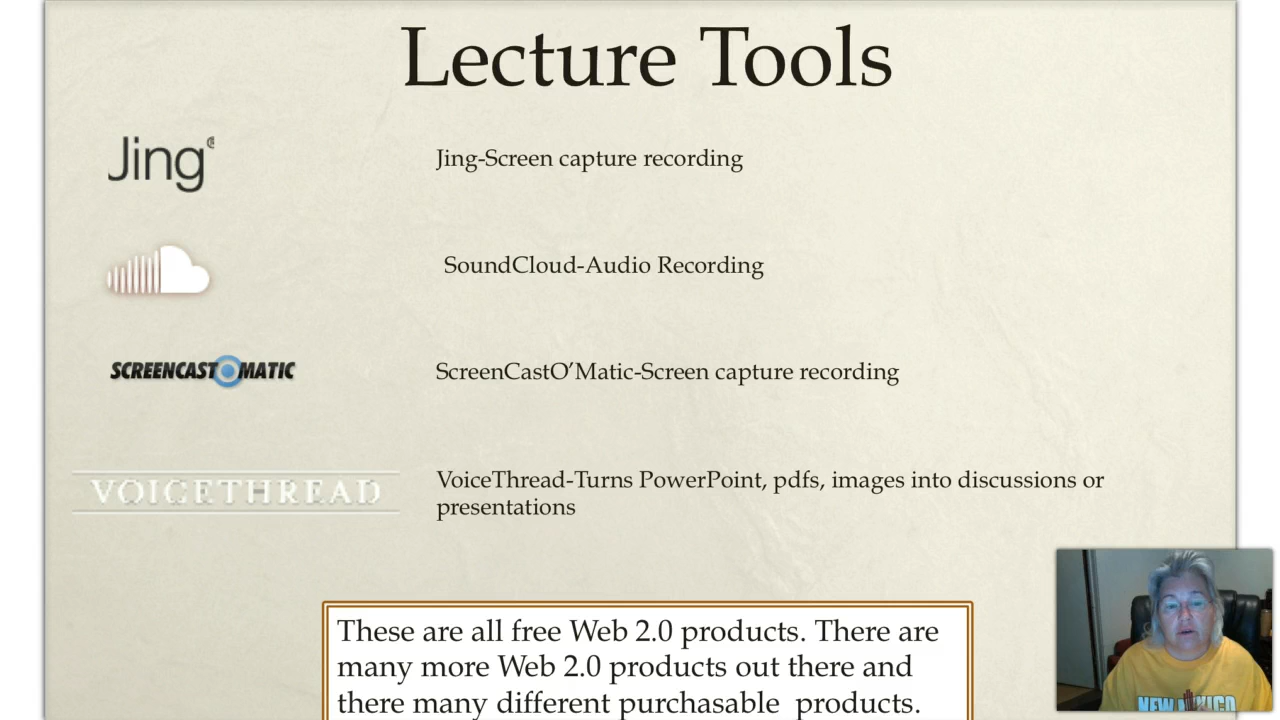 Lecture Tools
Jing®
Jing-Screen capture recording
SoundCloud-Audio Recording
SCREENCAST O MATIC
ScreenCastO’Matic-Screen capture recording
VOICETHREAD
VoiceThread-Turns PowerPoint, pdfs, images into discussions or
presentations
These are all free Web 2.0 products. There are
many more Web 2.0 products out there and
there many different purchasable  products.
NEW MEXICO